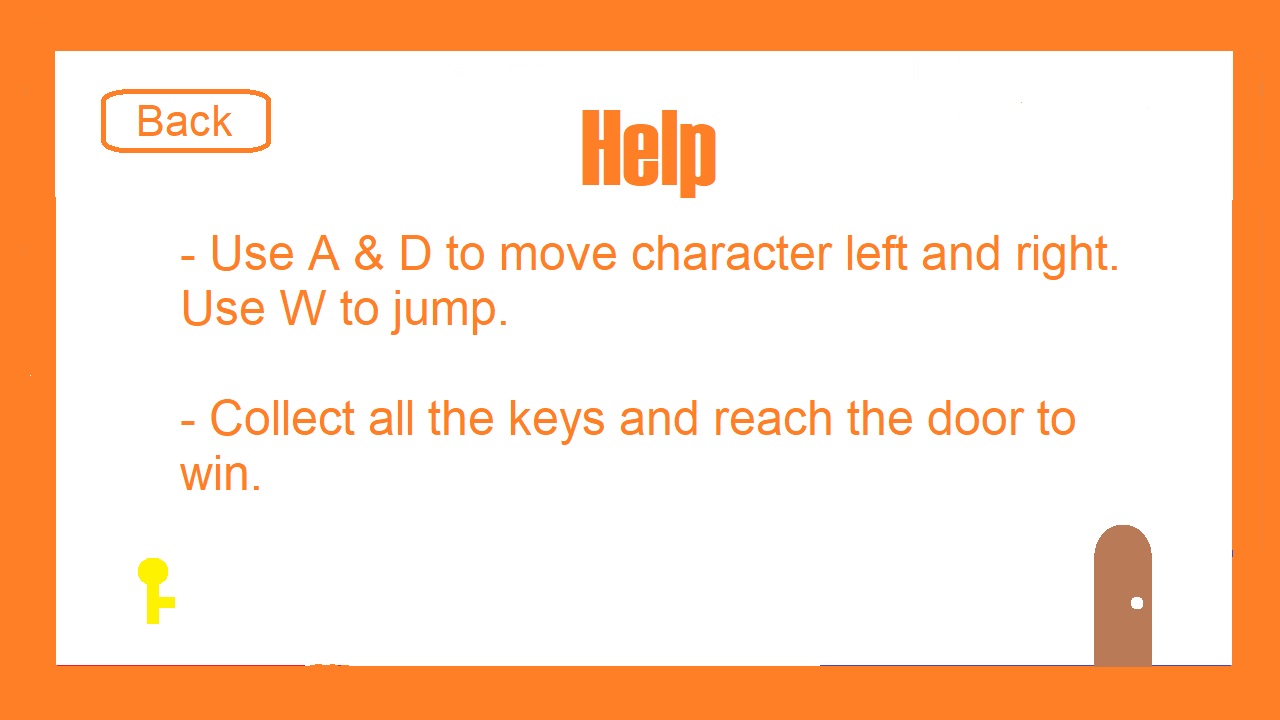 Back
Help
- Use A & D to move character left and right.
Use W to jump.
- Collect all the keys and reach the door to
win.